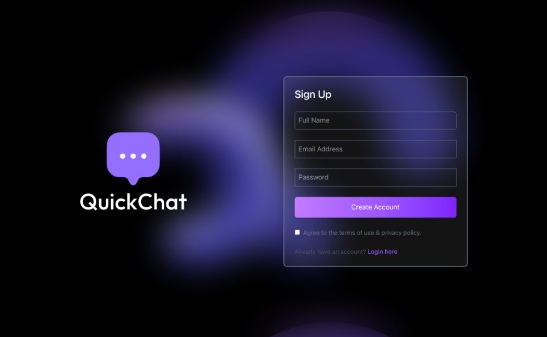 QuickChat
Sign Up
Full Name
Email Address
Password
Create Account
Agree to the terms of use & privacy policy.
Already have an account? Login here